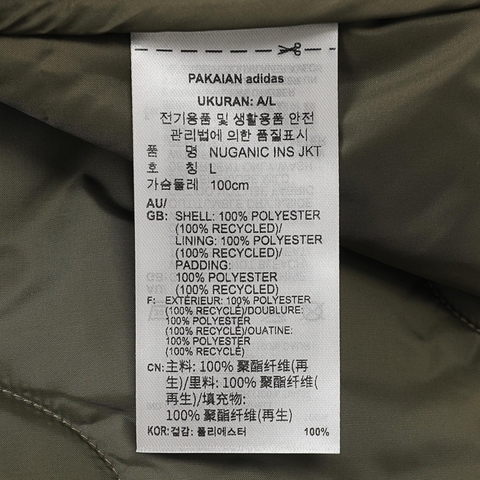 PAKAIAN adidas
UKURAN: A/L
전기용품 및 생활용품 안전
관리법에 의한 품질표시
품 명 NUGANIC INS JKT
호 칭 L
가슴둘레 100cm
AU/
GB: SHELL: 100% POLYESTER
(100% RECYCLED)/
LINING: 100% POLYESTER
(100% RECYCLED)/
PADDING:
100% POLYESTER
(100% RECYCLED)
F: EXTÉRIEUR: 100% POLYESTER
(100% RECYCLÉ)/DOUBLURE:
100% POLYESTER
(100% RECYCLÉ)/OUATINE:
100% POLYESTER
(100% RECYCLÉ)
CN: 主料: 100% 聚酯纤维(再
生)/里料: 100% 聚酯纤维(
再生)/填充物:
100% 聚酯纤维(再生)
KOR: 겉감: 폴리에스터 100%